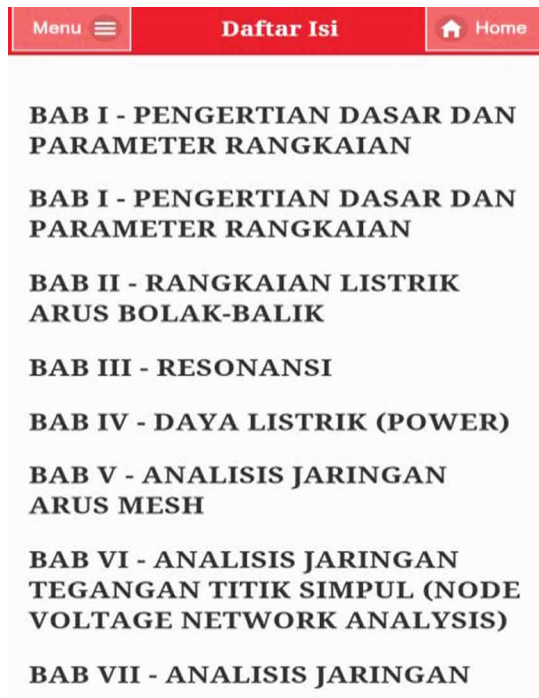 Menu
Daftar Isi
Home
BAB I - PENGERTIAN DASAR DAN
PARAMETER RANGKAIAN
BAB I - PENGERTIAN DASAR DAN
PARAMETER RANGKAIAN
BAB II - RANGKAIAN LISTRIK
ARUS BOLAK-BALIK
BAB III - RESONANSI
BAB IV - DAYA LISTRIK (POWER)
BAB V - ANALISIS JARINGAN
ARUS MESH
BAB VI - ANALISIS JARINGAN
TEGANGAN TITIK SIMPUL (NODE
VOLTAGE NETWORK ANALYSIS)
BAB VII - ANALISIS JARINGAN